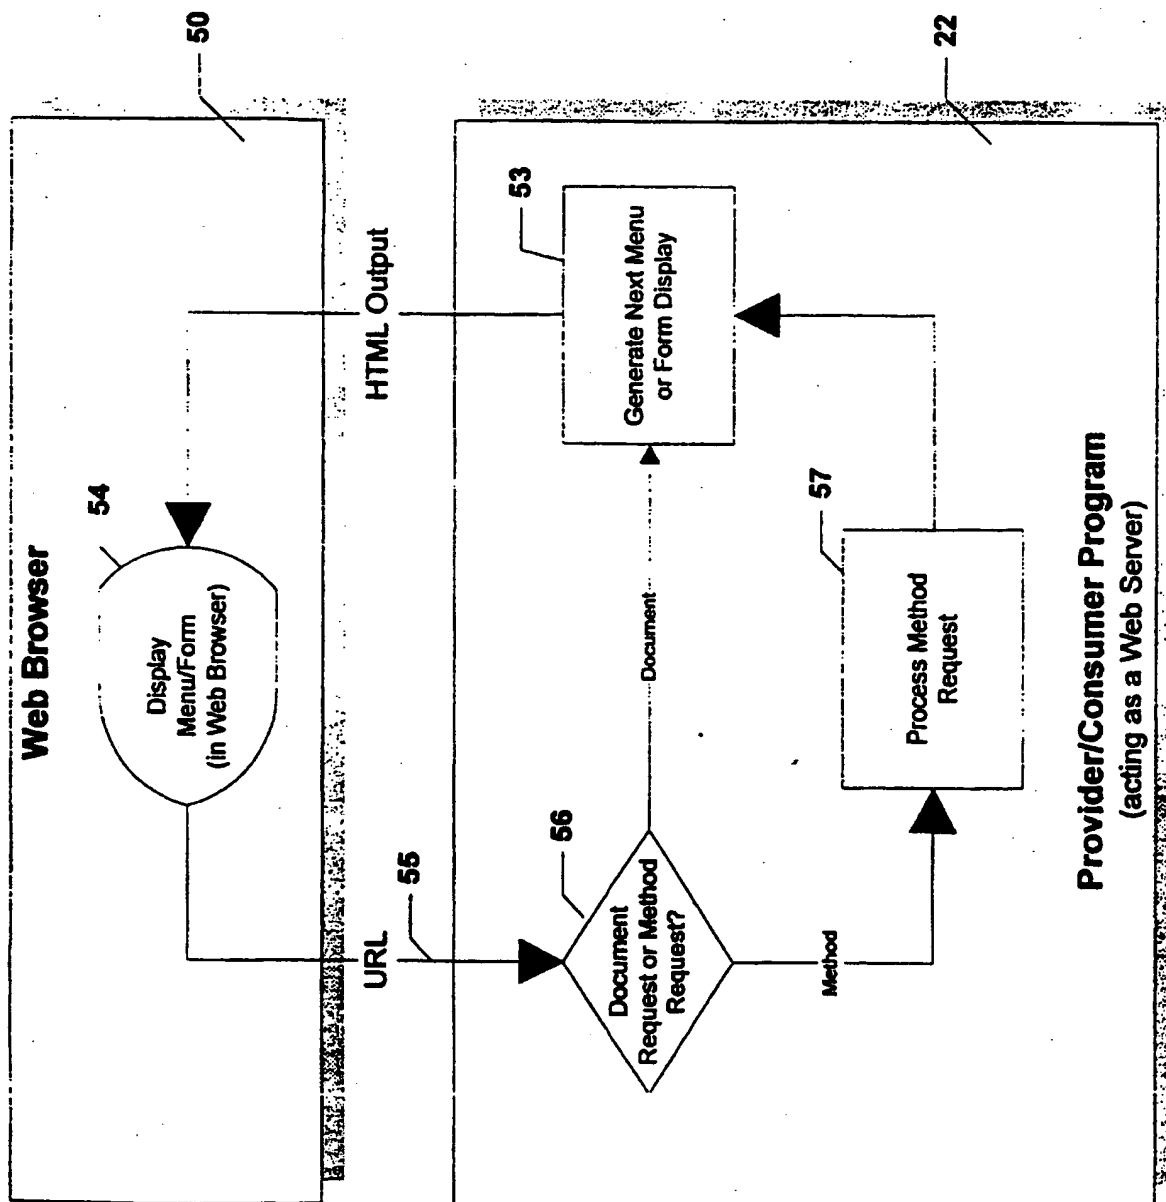 Web Browser
50
54
Display
Menu/Form
(in Web Browser)
URL
55
HTML Output
56
Document
Request or Method
Request?
Document
53
Generate Next Menu
or Form Display
Method
57
Process Method
Request
22
Provider/Consumer Program
(acting as a Web Server)